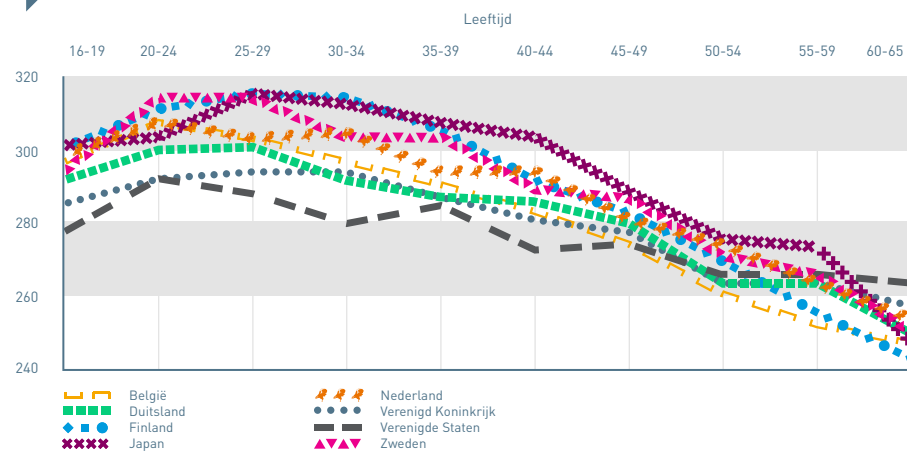 Leeftijd
16-19 20-24 25-29 30-34 35-39 40-44 45-49 50-54 55-59 60-65
320
300
280
260
240
België Nederland
Duitsland Verenigd Koninkrijk
Finland Verenigde Staten
Japan Zweden